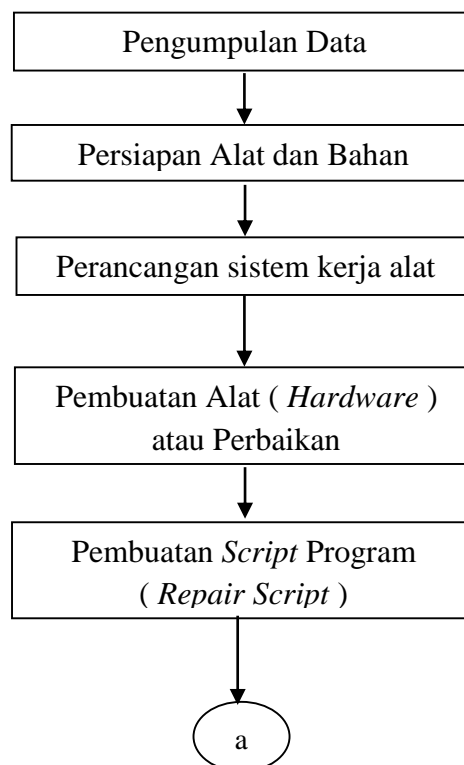 Pengumpulan Data
Persiapan Alat dan Bahan
Perancangan sistem kerja alat
Pembuatan Alat ( Hardware )
atau Perbaikan
Pembuatan Script Program
( Repair Script )
a